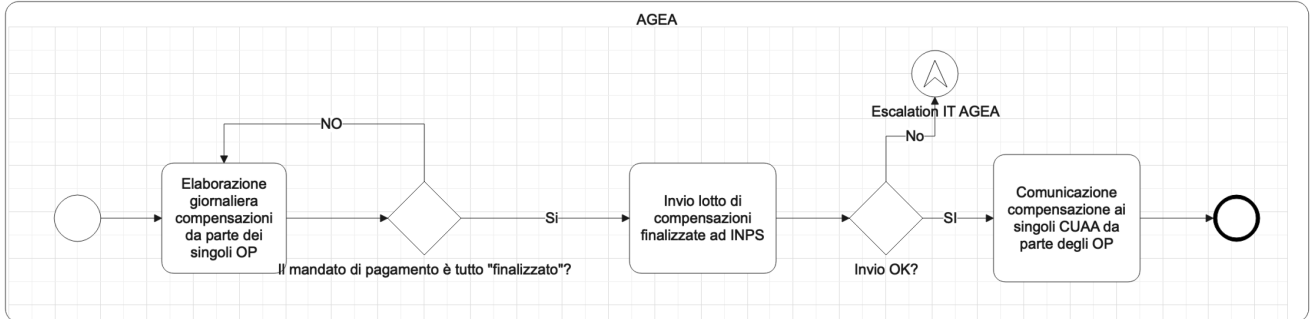 AGEA
Escalation IT AGEA
NO
No
Elaborazione
giornaliera
compensazioni
da parte dei
singoli OP
Si
Invio lotto di
compensazioni
finalizzate ad INPS
SI
Comunicazione
compensazione ai
singoli CUAA da
parte degli OP
Il mandato di pagamento è tutto "finalizzato"?
Invio OK?